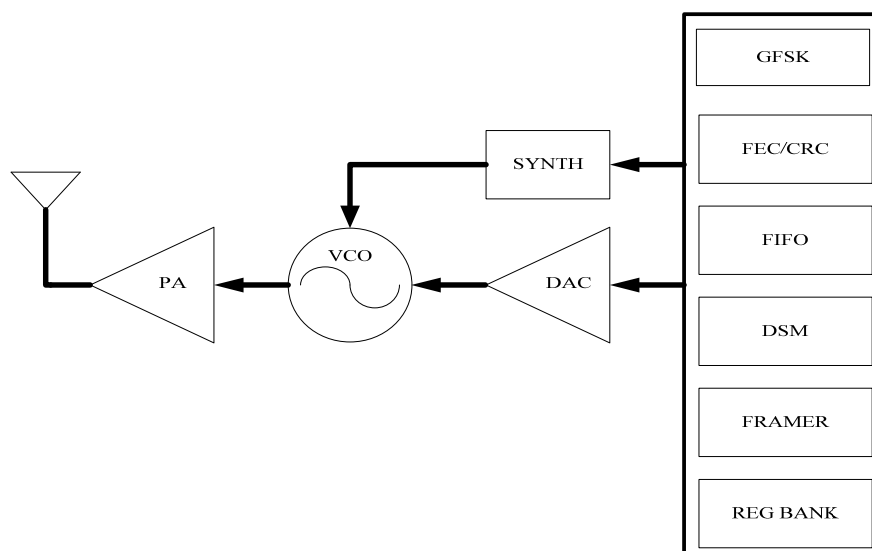 GFSK
SYNTH
FEC/CRC
VCO
FIFO
PA
DAC
DSM
FRAMER
REG BANK